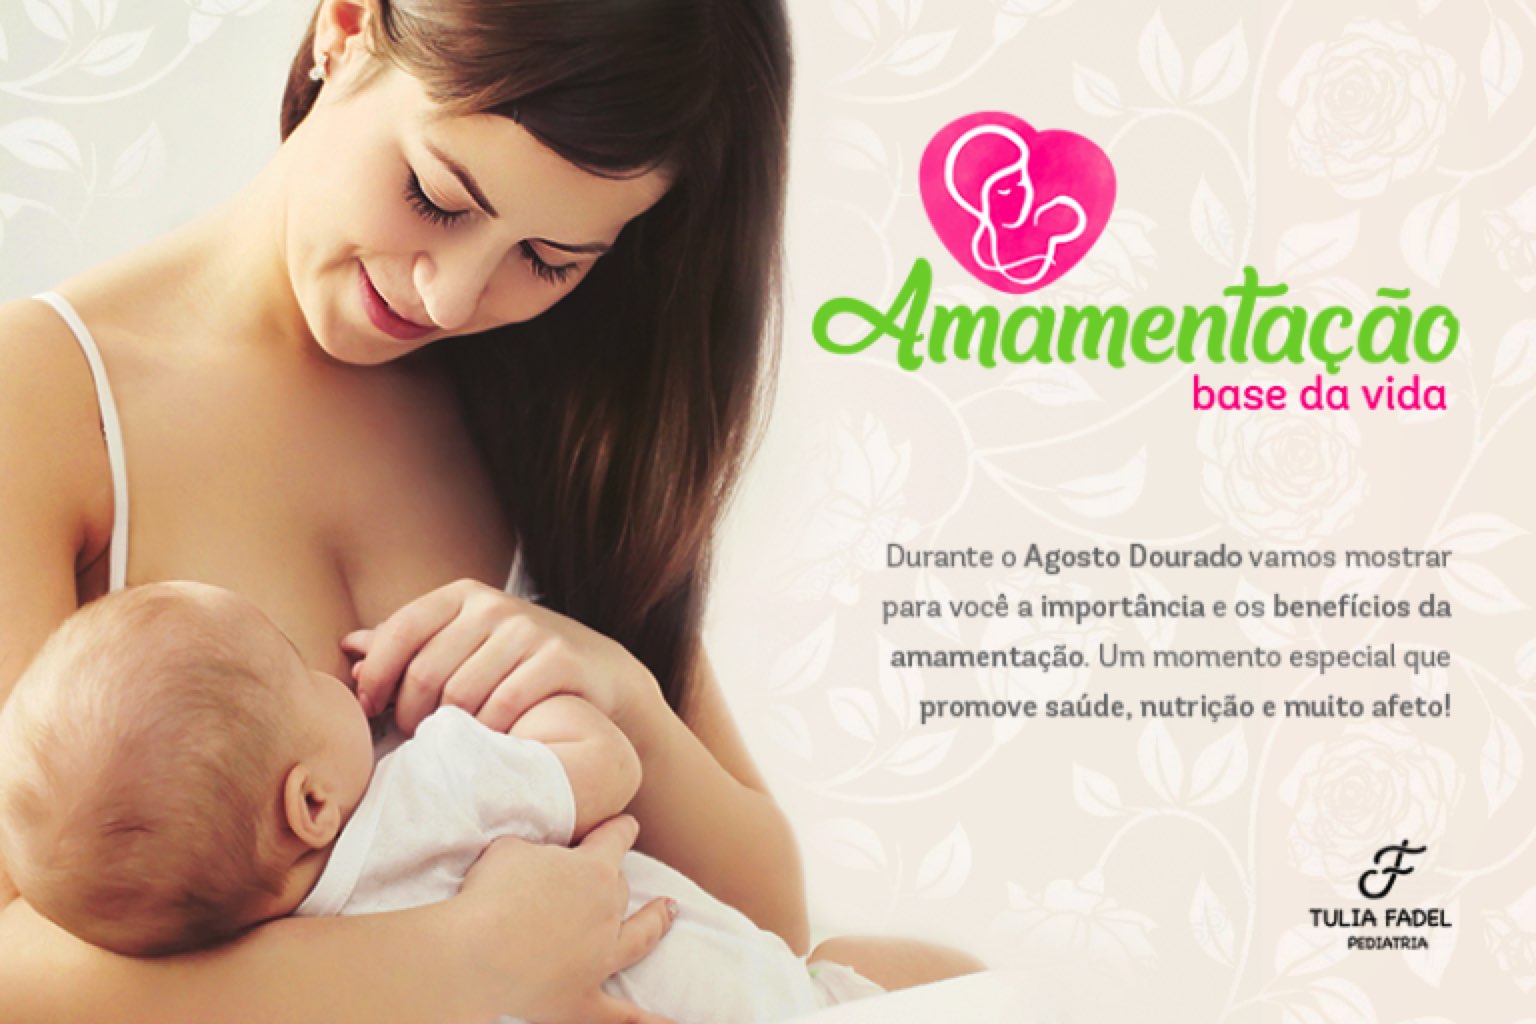 Amamentação
base da vida
Durante o Agosto Dourado vamos mostrar
para você a importância e os benefícios da
amamentação. Um momento especial que
promove saúde, nutrição e muito afeto!
TULIA FADEL
PEDIATRIA